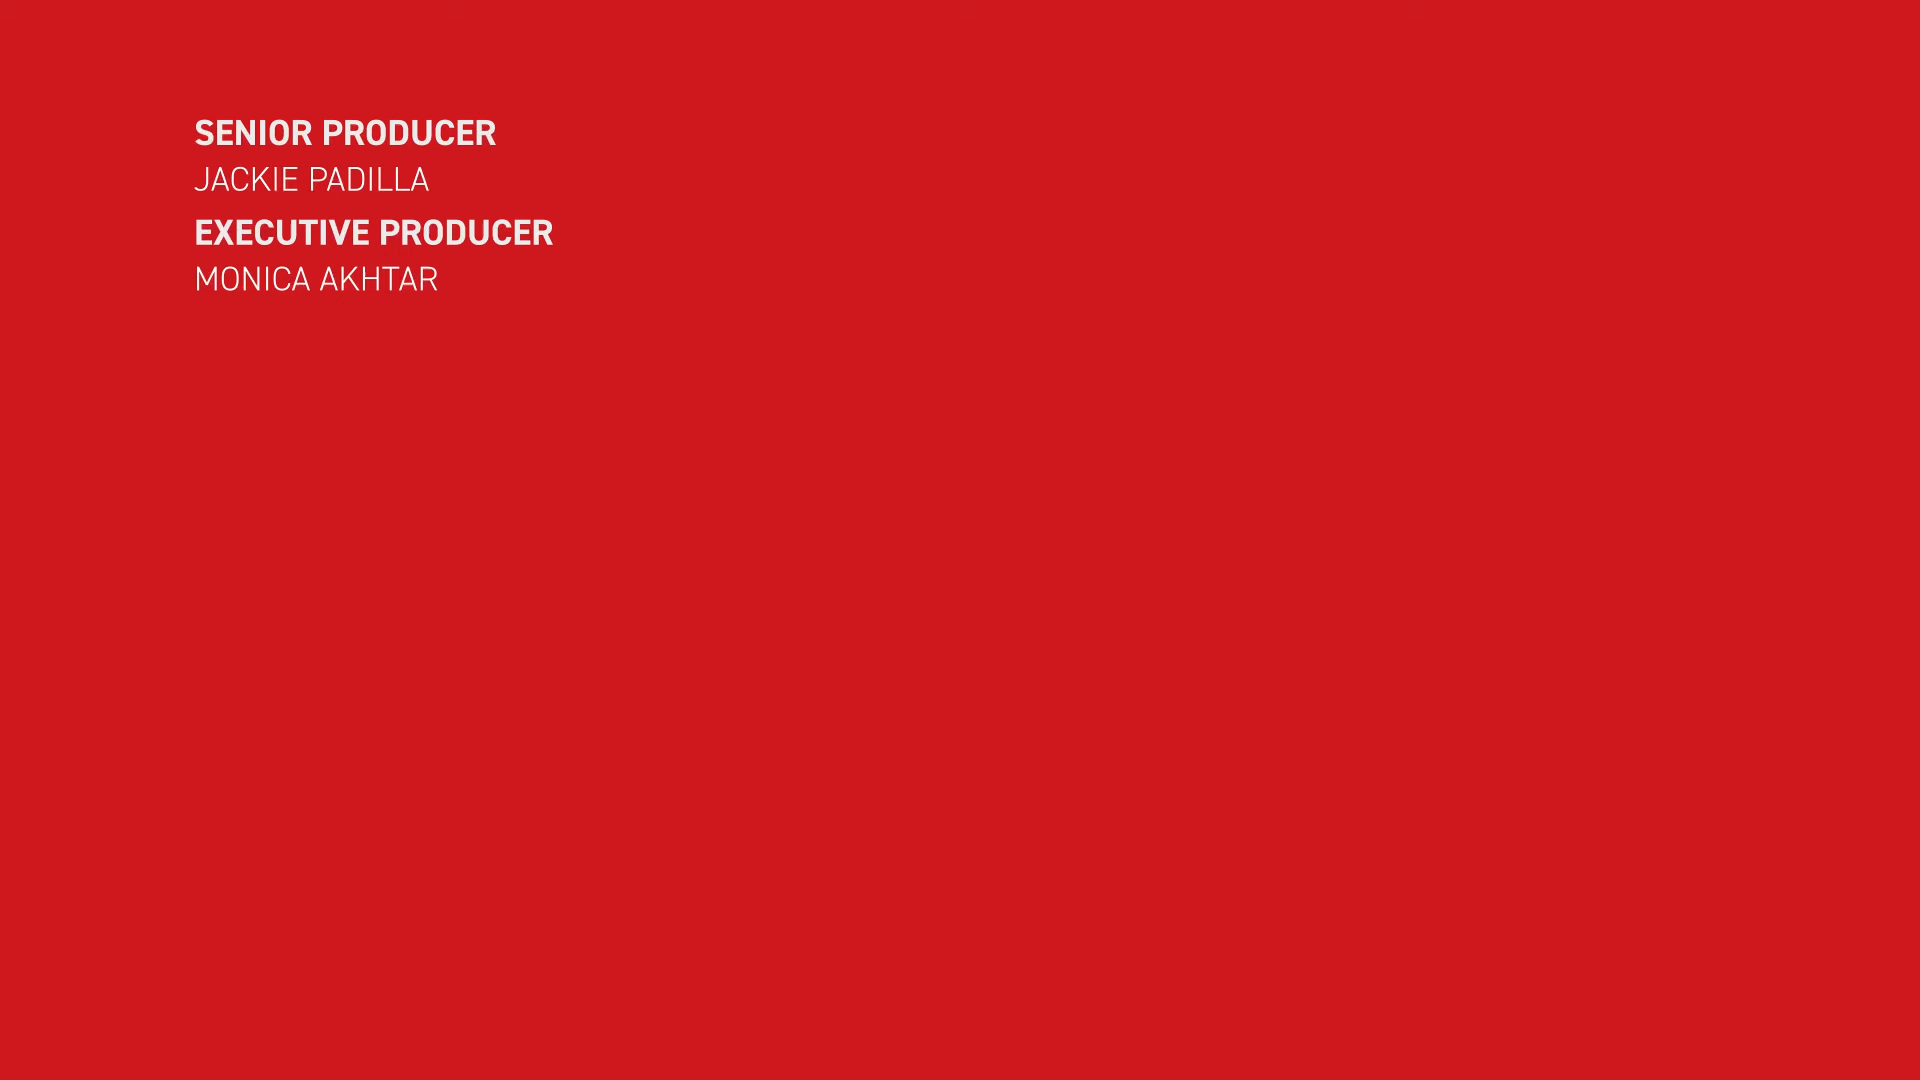 SENIOR PRODUCER
JACKIE PADILLA
EXECUTIVE PRODUCER
MONICA AKHTAR